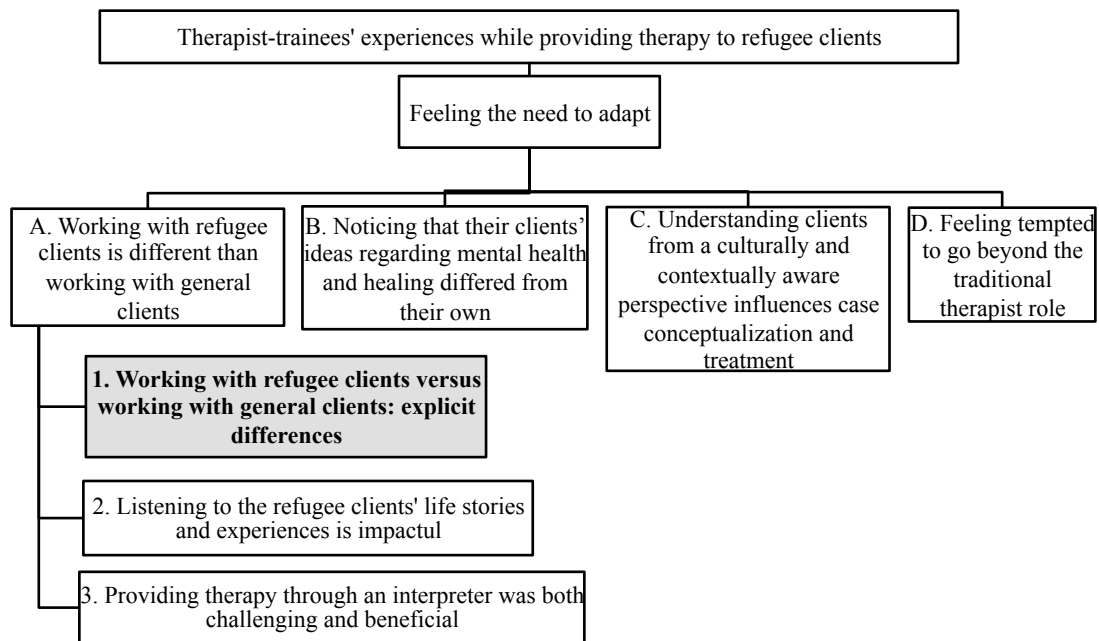 Therapist-trainees' experiences while providing therapy to refugee clients
Feeling the need to adapt
A. Working with refugee
clients is different than
working with general
clients
B. Noticing that their clients’
ideas regarding mental health
and healing differed from
their own
C. Understanding clients
from a culturally and
contextually aware
perspective influences case
conceptualization and
treatment
D. Feeling tempted
to go beyond the
traditional
therapist role
1. Working with refugee clients versus
working with general clients: explicit
differences
2. Listening to the refugee clients' life stories
and experiences is impactul
3. Providing therapy through an interpreter was both
challenging and beneficial